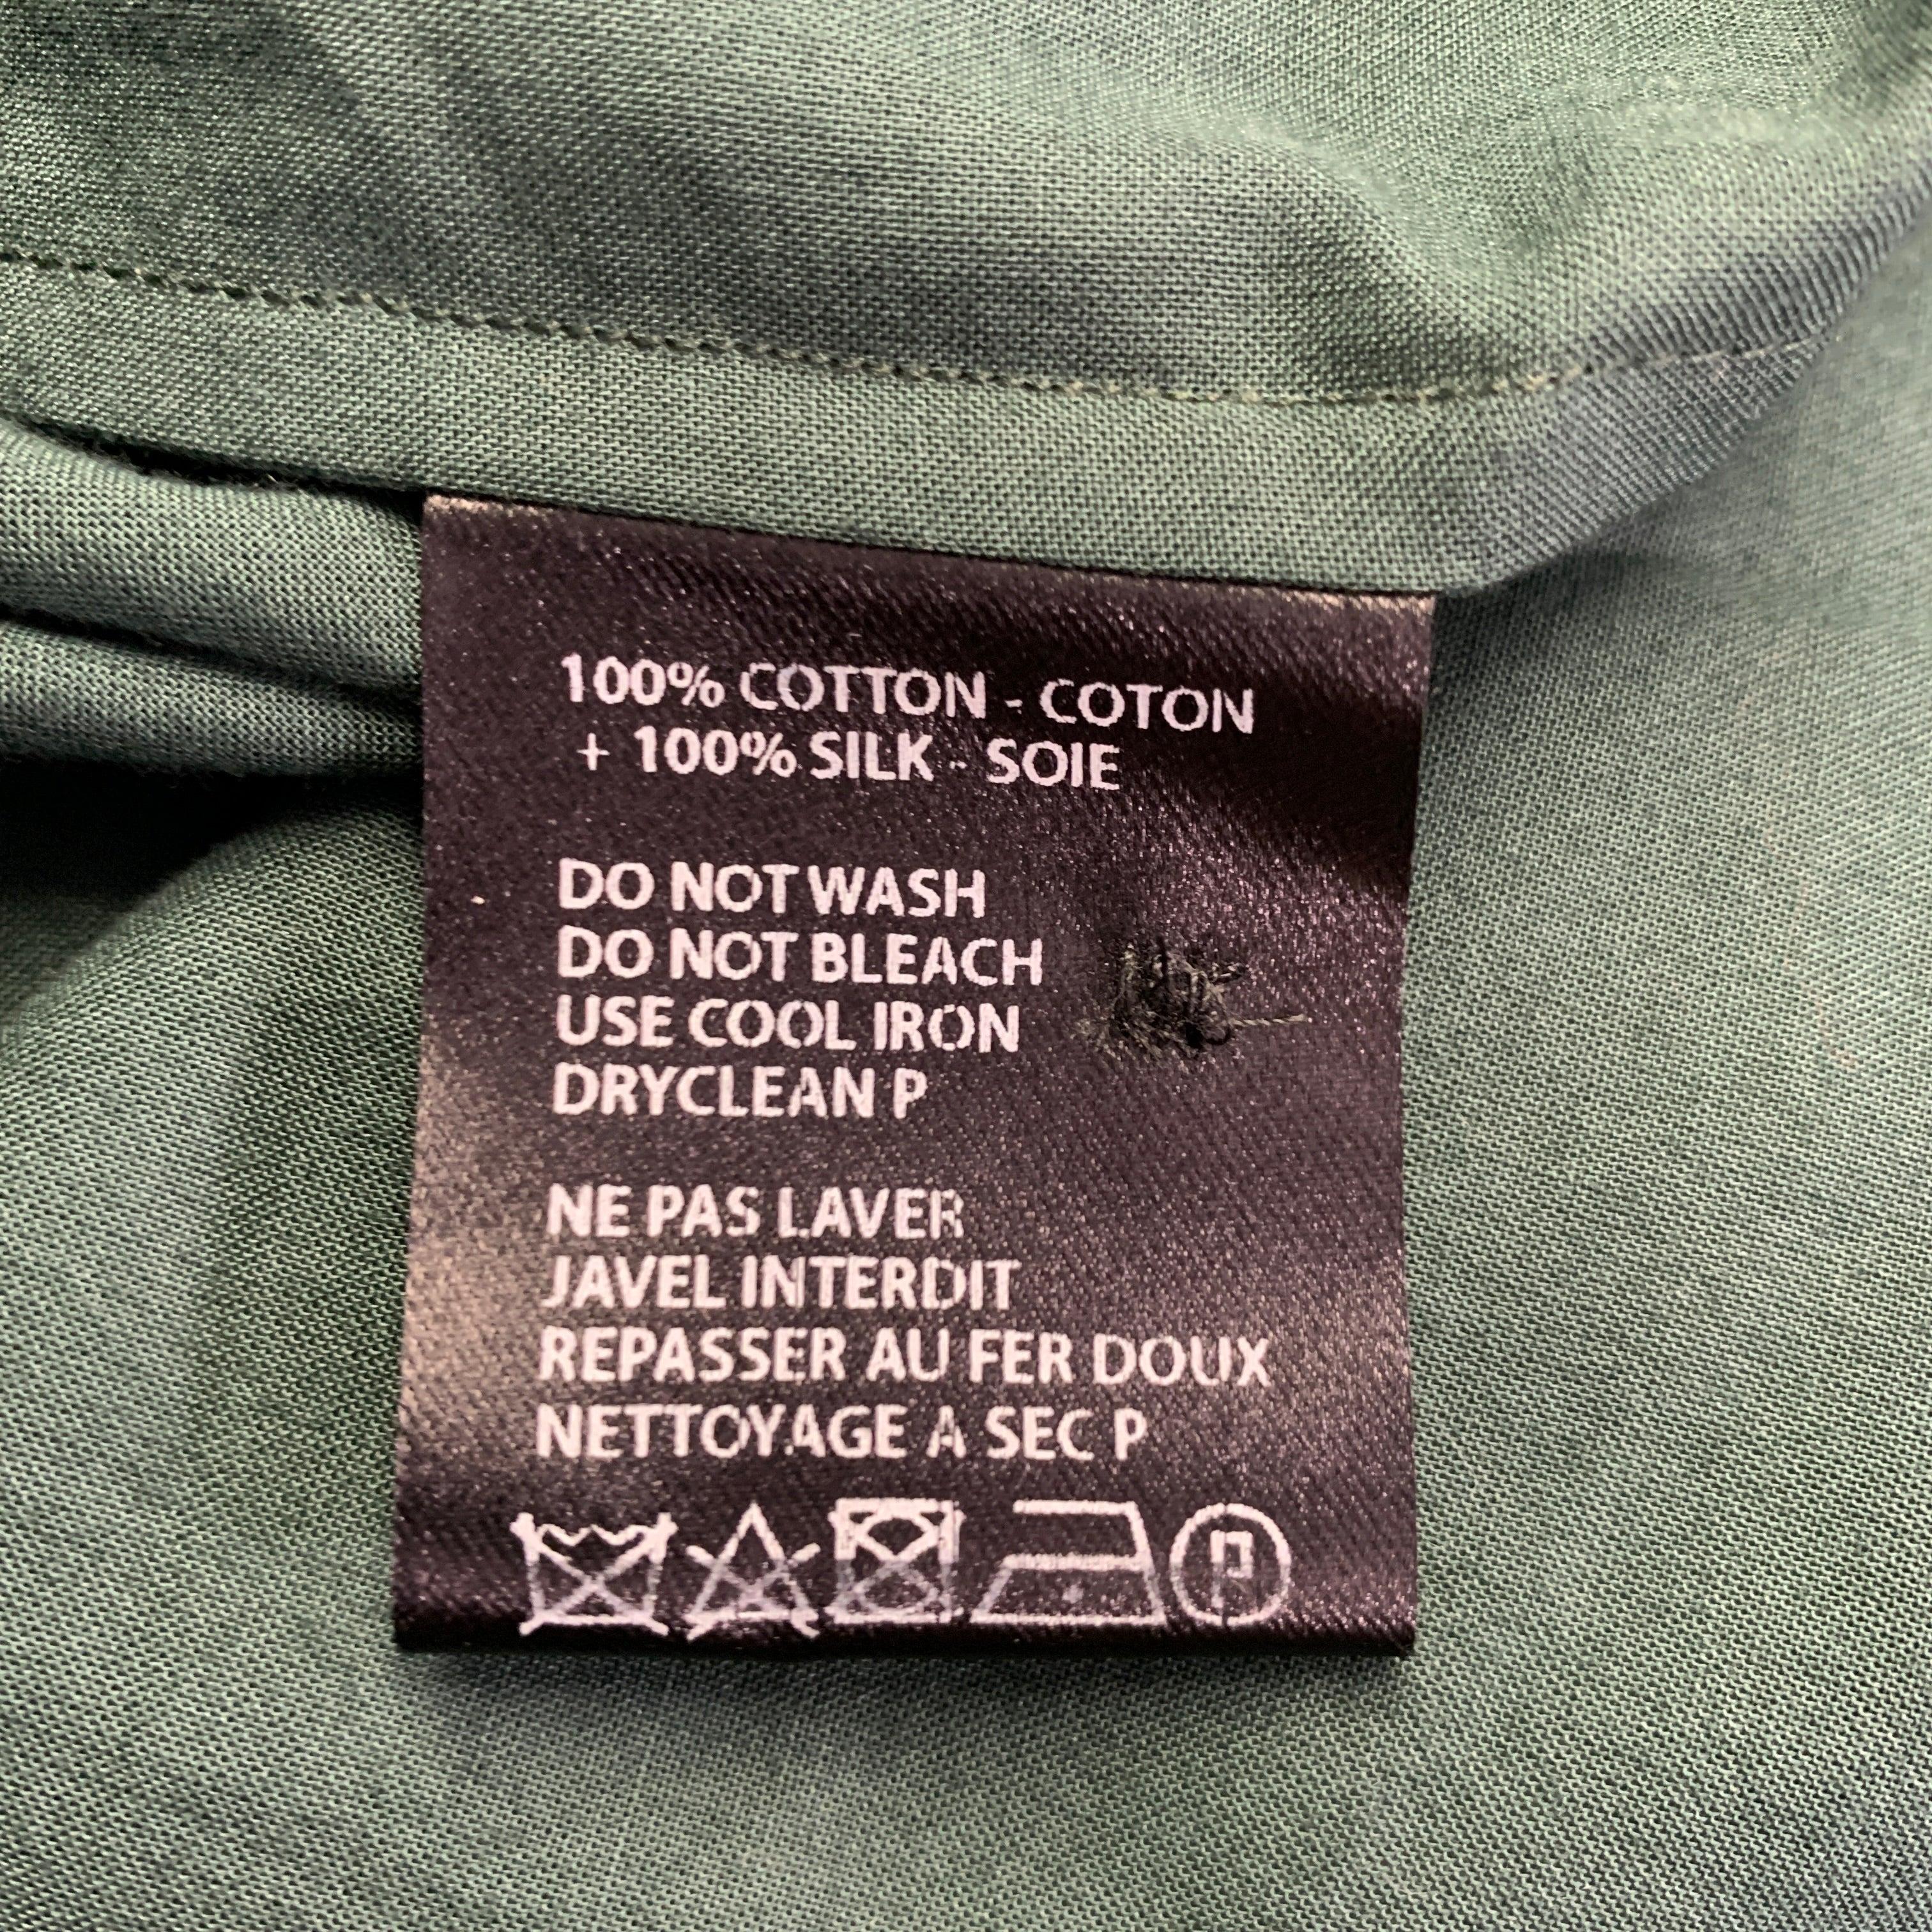 100% COTTON - COTON
+ 100% SILK - SOIE
DO NOT WASH
DO NOT BLEACH
USE COOL IRON
DRYCLEAN P
NE PAS LAVER
JAVEL INTERDIT
REPASSER AU FER DOUX
NETTOYAGE A SEC P
P